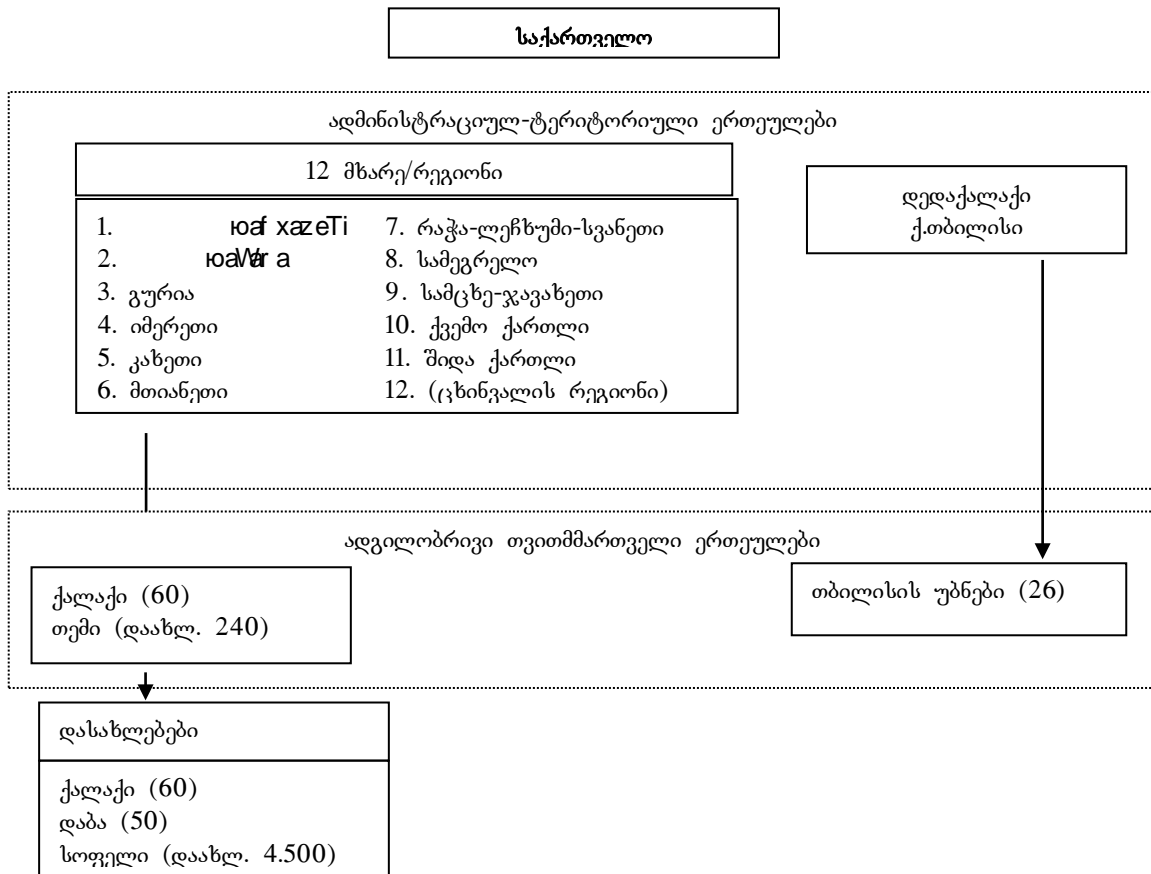 საქართველო
ადმინისტრაციულ-ტერიტორიული ერთეულები
12 მხარე/რეგიონი
1. юaf xazeTi
2. юaWar a
3. გურია
4. იმერეთი
5. კახეთი
6. მთიანეთი
7. რაჭა-ლეჩხუმი-სვანეთი
8. სამეგრელო
9. სამცხე-ჯავახეთი
10. ქვემო ქართლი
11. შიდა ქართლი
12. (ცხინვალის რეგიონი)
დედაქალაქი
ქ.თბილისი
ადგილობრივი თვითმმართველი ერთეულები
ქალაქი (60)
თემი (დაახლ. 240)
თბილისის უბნები (26)
დასახლებები
ქალაქი (60)
დაბა (50)
სოფელი (დაახლ. 4.500)